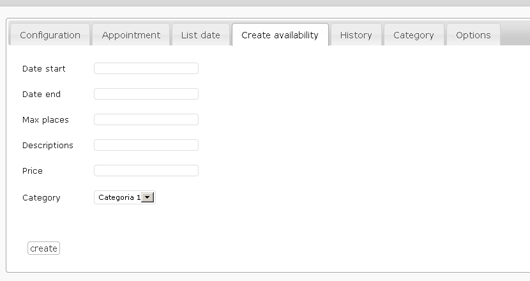 Configuration Appointment List date Create availability History Category Options
Date start
Date end
Max places
Descriptions
Price
Category Categoria 1
create